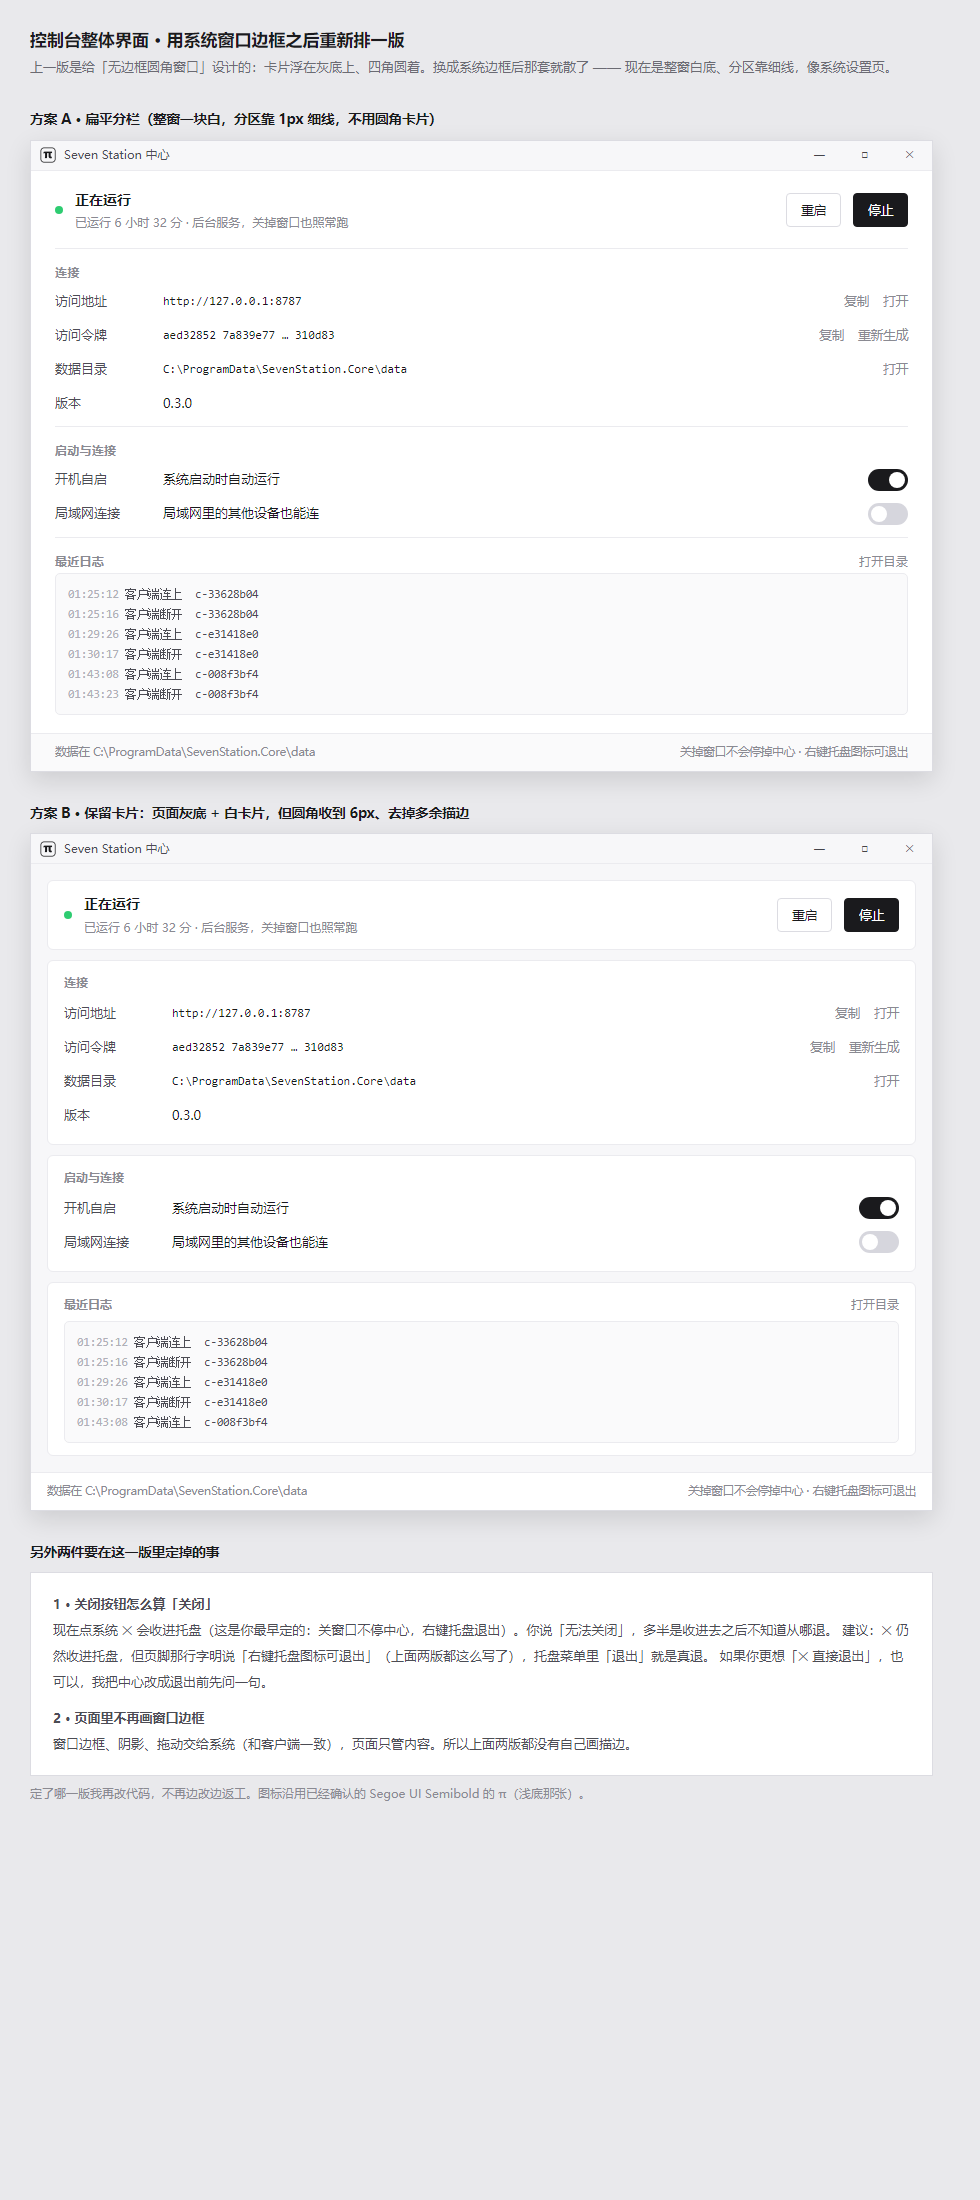 控制台整体界面 • 用系统窗口边框之后重新排一版
上一版是给「无边框圆角窗口」设计的：卡片浮在灰底上、四角圆着。换成系统边框后那套就散了 —— 现在是整窗白底、分区靠细线，像系统设置页。
方案 A • 扁平分栏（整窗一块白，分区靠 1px 细线，不用圆角卡片）
π Seven Station 中心
正在运行
已运行 6 小时 32 分 · 后台服务，关掉窗口也照常跑
重启 停止
连接
访问地址 http://127.0.0.1:8787 复制 打开
访问令牌 aed32852 7a839e77 … 310d83 复制 重新生成
数据目录 C:\ProgramData\SevenStation.Core\data 打开
版本 0.3.0
启动与连接
开机自启 系统启动时自动运行
局域网连接 局域网里的其他设备也能连
最近日志 打开目录
01:25:12 客户端连上 c-33628b04
01:25:16 客户端断开 c-33628b04
01:29:26 客户端连上 c-e31418e0
01:30:17 客户端断开 c-e31418e0
01:43:08 客户端连上 c-008f3bf4
01:43:23 客户端断开 c-008f3bf4
数据在 C:\ProgramData\SevenStation.Core\data 关掉窗口不会停掉中心 · 右键托盘图标可退出
方案 B • 保留卡片：页面灰底 + 白卡片，但圆角收到 6px、去掉多余描边
π Seven Station 中心
正在运行
已运行 6 小时 32 分 · 后台服务，关掉窗口也照常跑
重启 停止
连接
访问地址 http://127.0.0.1:8787 复制 打开
访问令牌 aed32852 7a839e77 … 310d83 复制 重新生成
数据目录 C:\ProgramData\SevenStation.Core\data 打开
版本 0.3.0
启动与连接
开机自启 系统启动时自动运行
局域网连接 局域网里的其他设备也能连
最近日志 打开目录
01:25:12 客户端连上 c-33628b04
01:25:16 客户端断开 c-33628b04
01:29:26 客户端连上 c-e31418e0
01:30:17 客户端断开 c-e31418e0
01:43:08 客户端连上 c-008f3bf4
数据在 C:\ProgramData\SevenStation.Core\data 关掉窗口不会停掉中心 · 右键托盘图标可退出
另外两件要在这一版里定掉的事
1 • 关闭按钮怎么算「关闭」
现在点系统 × 会收进托盘（这是你最早定的：关窗口不停中心，右键托盘退出）。你说「无法关闭」，多半是收进去之后不知道从哪退。 建议：× 仍
然收进托盘，但页脚那行字明说「右键托盘图标可退出」（上面两版都这么写了），托盘菜单里「退出」就是真退。 如果你更想「× 直接退出」，也
可以，我把中心改成退出前先问一句。
2 • 页面里不再画窗口边框
窗口边框、阴影、拖动交给系统（和客户端一致），页面只管内容。所以上面两版都没有自己画描边。
定了哪一版我再改代码，不再边改边返工。图标沿用已经确认的 Segoe UI Semibold 的 π（浅底那张）。